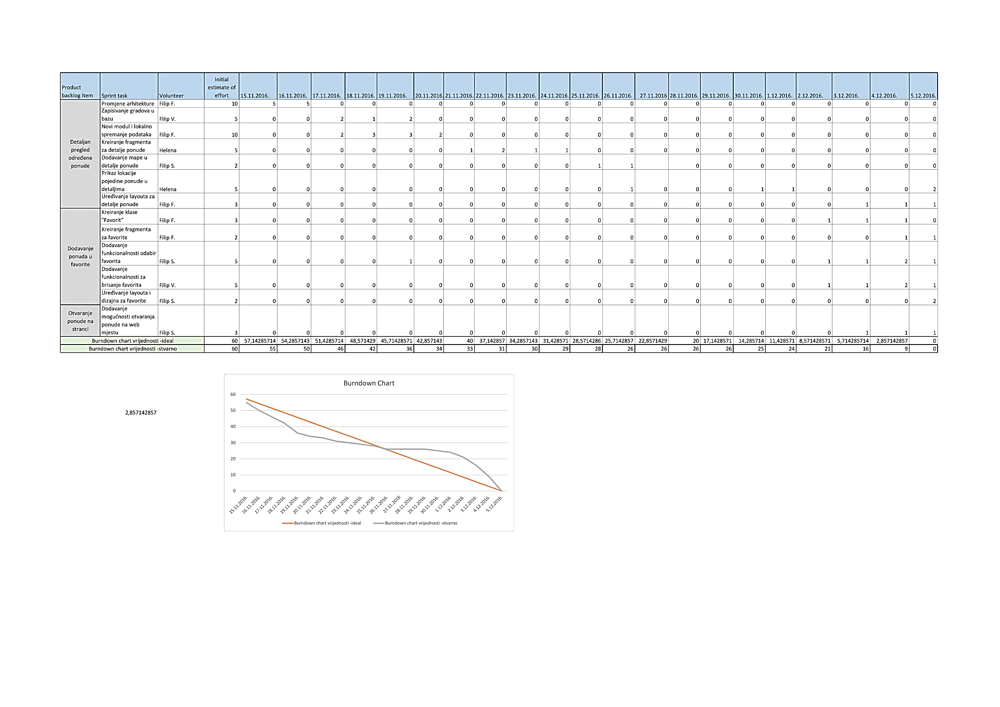 Product backlog item Sprint task Volunteer Initial estimate of effort 15.11.2016. 16.11.2016. 17.11.2016. 18.11.2016. 19.11.2016. 20.11.2016. 21.11.2016. 22.11.2016. 23.11.2016. 24.11.2016. 25.11.2016. 26.11.2016. 27.11.2016 28.11.2016. 29.11.2016. 30.11.2016. 1.12.2016. 2.12.2016. 3.12.2016. 4.12.2016. 5.12.2016.
Detaljan pregled određene ponude
Promjene arhitekture Filip F. 10 5 5 0 0 0 0 0 0 0 0 0 0 0 0 0 0 0 0 0 0 0
Zapisivanje gradova u bazu Filip V. 5 0 0 2 1 2 0 0 0 0 0 0 0 0 0 0 0 0 0 0 0 0
Novi modul i lokalno spremanje podataka Filip F. 10 0 0 2 3 3 2 0 0 0 0 0 0 0 0 0 0 0 0 0 0 0
Kreiranje fragmenta za detalje ponude Helena 5 0 0 0 0 0 0 1 2 1 1 0 0 0 0 0 0 0 0 0 0 0
Dodavanje mape u detalje ponude Filip S. 2 0 0 0 0 0 0 0 0 0 0 1 1 0 0 0 0 0 0 0 0
Prikaz lokacije pojedine ponude u detaljima Helena 5 0 0 0 0 0 0 0 0 0 0 0 1 0 0 0 1 1 0 0 0 2
Uređivanje layouta za detalje ponude Filip F. 3 0 0 0 0 0 0 0 0 0 0 0 0 0 0 0 0 0 0 1 1 1
Dodavanje ponuda u favorite
Kreiranje klase "Favorit" Filip F. 3 0 0 0 0 0 0 0 0 0 0 0 0 0 0 0 0 0 1 1 1 0
Kreiranje fragmenta za favorite Filip F. 2 0 0 0 0 0 0 0 0 0 0 0 0 0 0 0 0 0 0 0 1 1
Dodavanje funkcionalnosti odabir favorita Filip S. 5 0 0 0 0 1 0 0 0 0 0 0 0 0 0 0 0 0 1 1 2 1
Dodavanje funkcionalnosti za brisanje favorita Filip V. 5 0 0 0 0 0 0 0 0 0 0 0 0 0 0 0 0 0 1 1 2 1
Uređivanje layouta i dizajna za favorite Filip S. 2 0 0 0 0 0 0 0 0 0 0 0 0 0 0 0 0 0 0 0 0 2
Otvaranje ponude na stranci
Dodavanje mogućnosti otvaranja ponude na web mjestu Filip S. 3 0 0 0 0 0 0 0 0 0 0 0 0 0 0 0 0 0 0 1 1 1
Burndown chart vrijednosti -ideal 60 57,14285714 54,2857143 51,4285714 48,571429 45,71428571 42,857143 40 37,142857 34,2857143 31,428571 28,5714286 25,7142857 22,8571429 20 17,1428571 14,285714 11,428571 8,571428571 5,714285714 2,857142857 0
Burndown chart vrijednosti -stvarno 60 55 50 46 42 36 34 33 31 30 29 28 26 26 26 26 25 24 21 16 9 0
2,857142857
Burndown Chart
60
50
40
30
20
10
0
15.11.2016. 16.11.2016. 17.11.2016. 18.11.2016. 19.11.2016. 20.11.2016. 21.11.2016. 22.11.2016. 23.11.2016. 24.11.2016. 25.11.2016. 26.11.2016. 27.11.2016 28.11.2016. 29.11.2016. 30.11.2016. 1.12.2016. 2.12.2016. 3.12.2016. 4.12.2016. 5.12.2016.
Burndown chart vrijednosti -ideal Burndown chart vrijednosti -stvarno